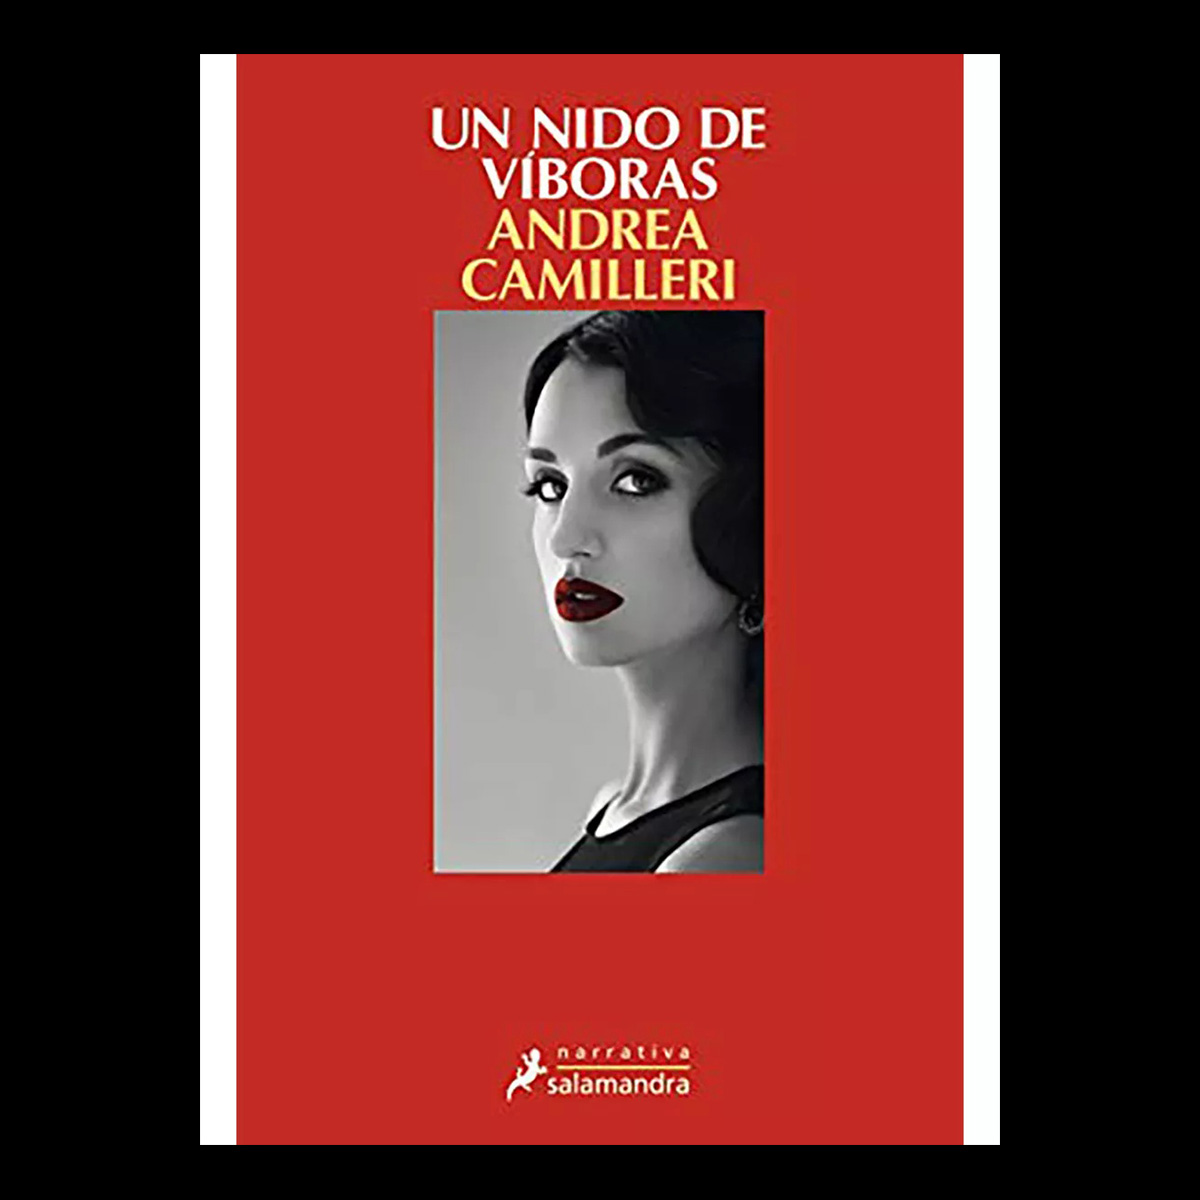 UN NIDO DE
VÍBORAS
ANDREA
CAMILLERI
narrativa
salamandra